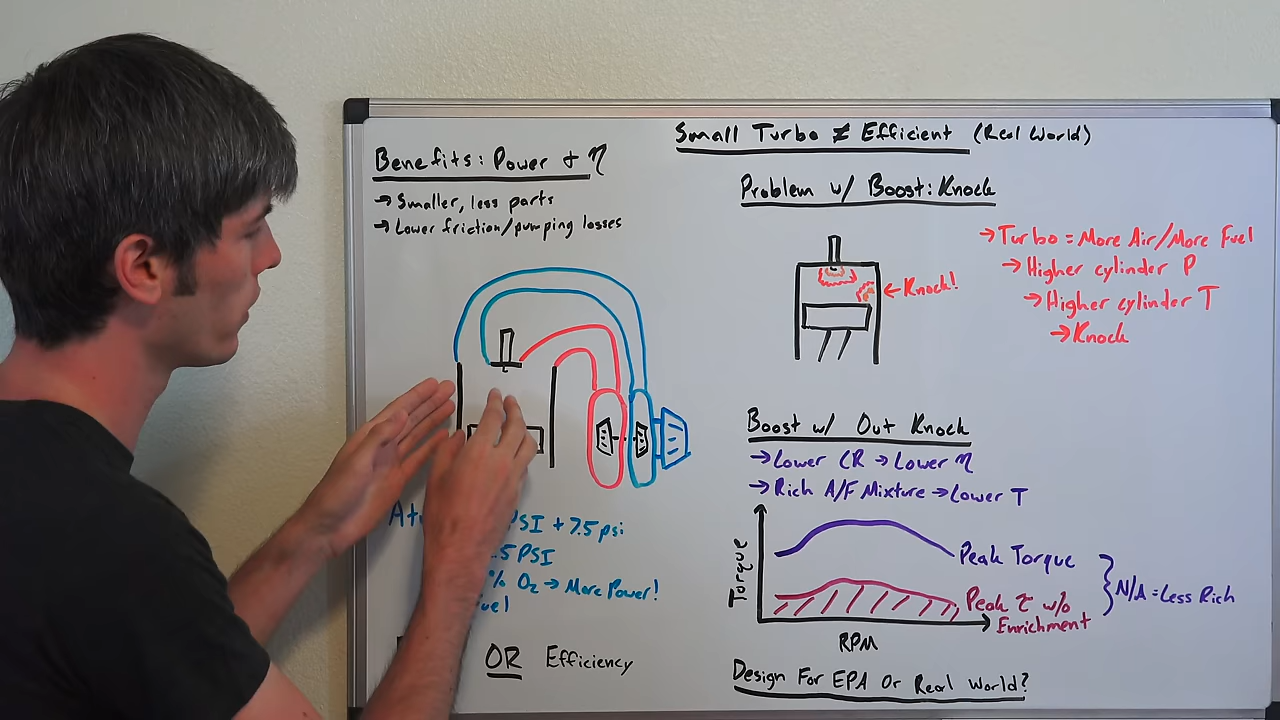 Small Turbo ≠ Efficient (Real World)
Benefits: Power + η
→ Smaller, less parts
→ Lower friction/pumping losses
PSI + 7.5 psi
.5 PSI
% O₂ → More Power!
OR Efficiency
Problem w/ Boost: Knock
← Knock!
→ Turbo = More Air/More Fuel
→ Higher cylinder P
→ Higher cylinder T
→ Knock
Boost w/ Out Knock
→ Lower CR → Lower η
→ Rich A/F Mixture → Lower T
Torque
Peak Torque
Peak τ w/o
Enrichment
} N/A = Less Rich
RPM
Design For EPA Or Real World?